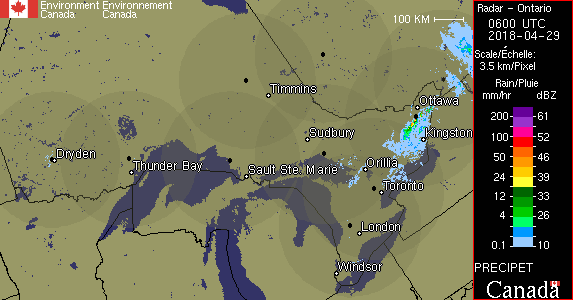 Environment Environnement
Canada Canada
100 KM
Radar - Ontario
0600 UTC
2018-04-29
Scale/Échelle:
3.5 km/Pixel
Rain/Pluie
mm/hr dBZ
200 61
100 52
50 46
24 39
12 34
4 26
0.1 10
PRECIPET
Canada
Timmins
Ottawa
Sudbury
Kingston
Dryden
Thunder Bay
Sault Ste. Marie
Orillia
Toronto
London
Windsor